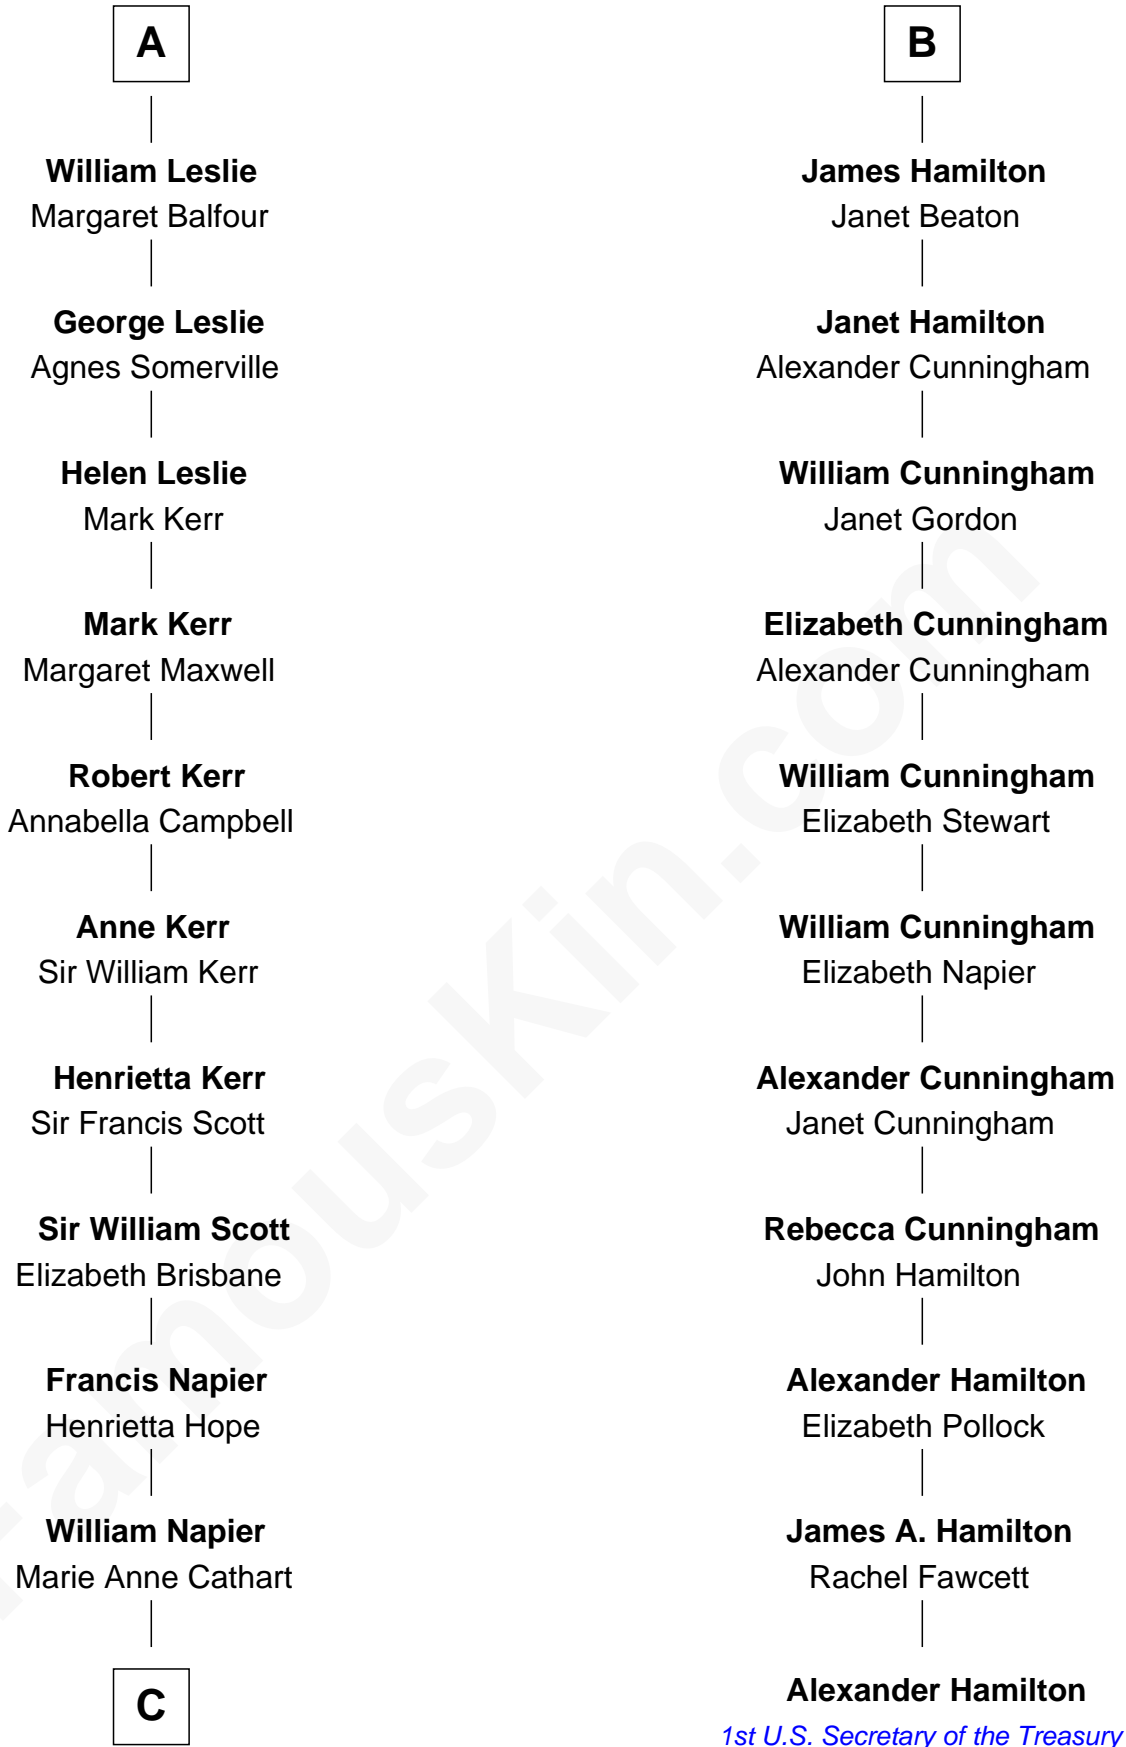 A
William Leslie
Margaret Balfour
George Leslie
Agnes Somerville
Helen Leslie
Mark Kerr
Mark Kerr
Margaret Maxwell
Robert Kerr
Annabella Campbell
Anne Kerr
Sir William Kerr
Henrietta Kerr
Sir Francis Scott
Sir William Scott
Elizabeth Brisbane
Francis Napier
Henrietta Hope
William Napier
Marie Anne Cathart
C
B
James Hamilton
Janet Beaton
Janet Hamilton
Alexander Cunningham
William Cunningham
Janet Gordon
Elizabeth Cunningham
Alexander Cunningham
William Cunningham
Elizabeth Stewart
William Cunningham
Elizabeth Napier
Alexander Cunningham
Janet Cunningham
Rebecca Cunningham
John Hamilton
Alexander Hamilton
Elizabeth Pollock
James A. Hamilton
Rachel Fawcett
Alexander Hamilton
1st U.S. Secretary of the Treasury
FamousKin.com